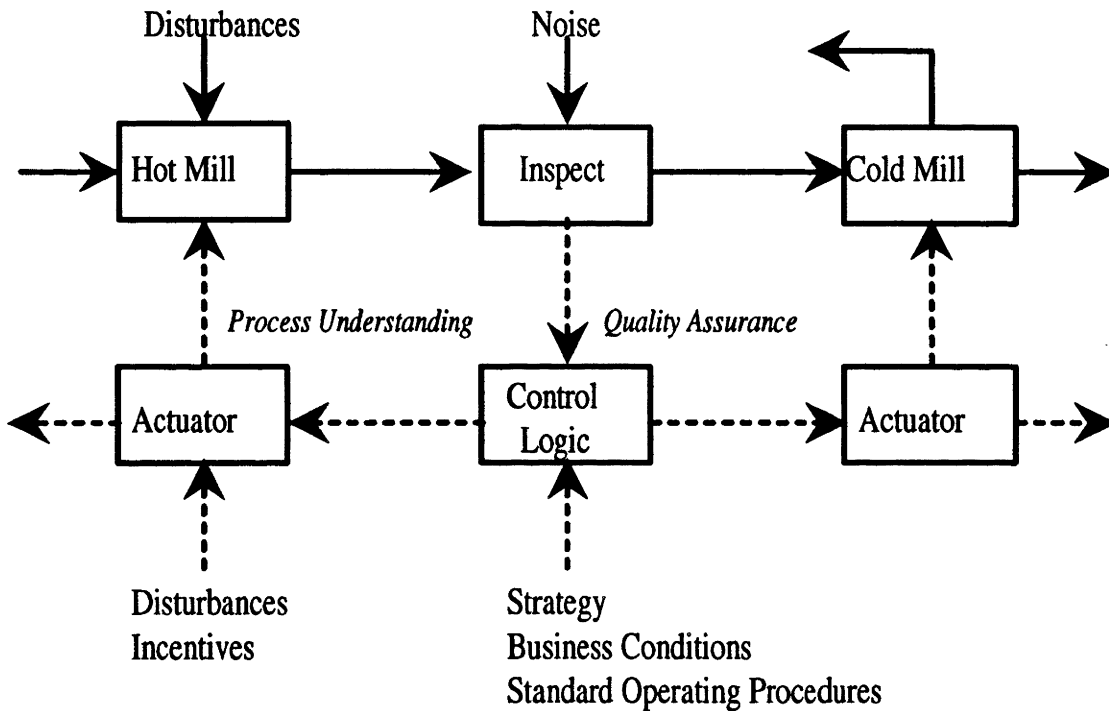 Disturbances
Noise
Hot Mill
Inspect
Cold Mill
Process Understanding
Quality Assurance
Actuator
Control
Logic
Actuator
Disturbances
Incentives
Strategy
Business Conditions
Standard Operating Procedures